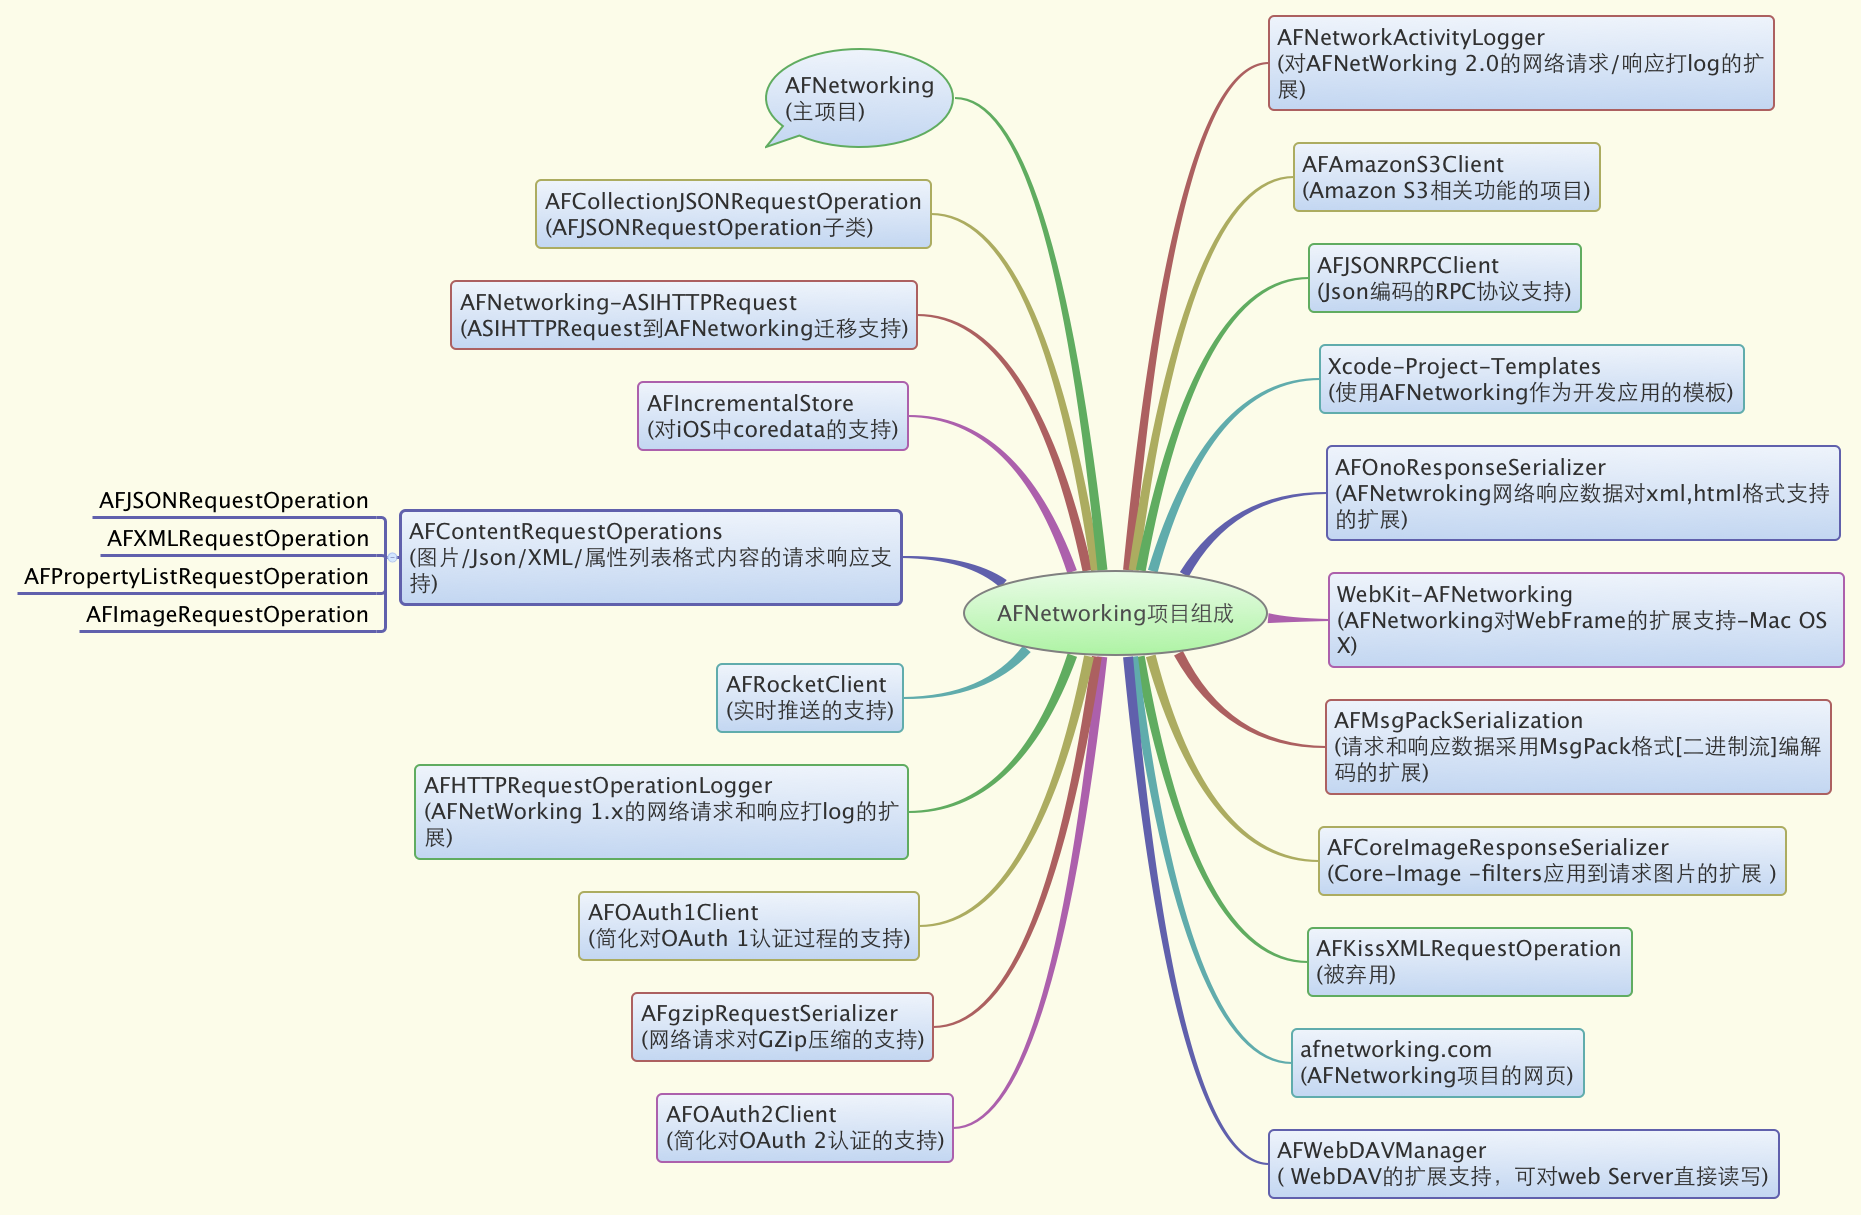 AFNetworking
(主项目)
AFCollectionJSONRequestOperation
(AFJSONRequestOperation子类)
AFNetworking-ASIHTTPRequest
(ASIHTTPRequest到AFNetworking迁移支持)
AFIncrementalStore
(对iOS中coredata的支持)
AFJSONRequestOperation
AFXMLRequestOperation
AFPropertyListRequestOperation
AFImageRequestOperation
AFContentRequestOperations
(图片/Json/XML/属性列表格式内容的请求响应支
持)
AFRocketClient
(实时推送的支持)
AFHTTPRequestOperationLogger
(AFNetWorking 1.x的网络请求和响应打log的扩
展)
AFOAuth1Client
(简化对OAuth 1认证过程的支持)
AFgzipRequestSerializer
(网络请求对GZip压缩的支持)
AFOAuth2Client
(简化对OAuth 2认证的支持)
AFNetworking项目组成
AFNetworkActivityLogger
(对AFNetWorking 2.0的网络请求/响应打log的扩
展)
AFAmazonS3Client
(Amazon S3相关功能的项目)
AFJSONRPCClient
(Json编码的RPC协议支持)
Xcode-Project-Templates
(使用AFNetworking作为开发应用的模板)
AFOnoResponseSerializer
(AFNetwroking网络响应数据对xml,html格式支持
的扩展)
WebKit-AFNetworking
(AFNetworking对WebFrame的扩展支持-Mac OS
X)
AFMsgPackSerialization
(请求和响应数据采用MsgPack格式[二进制流]编解
码的扩展)
AFCoreImageResponseSerializer
(Core-Image -filters应用到请求图片的扩展 )
AFKissXMLRequestOperation
(被弃用)
afnetworking.com
(AFNetworking项目的网页)
AFWebDAVManager
( WebDAV的扩展支持，可对web Server直接读写)